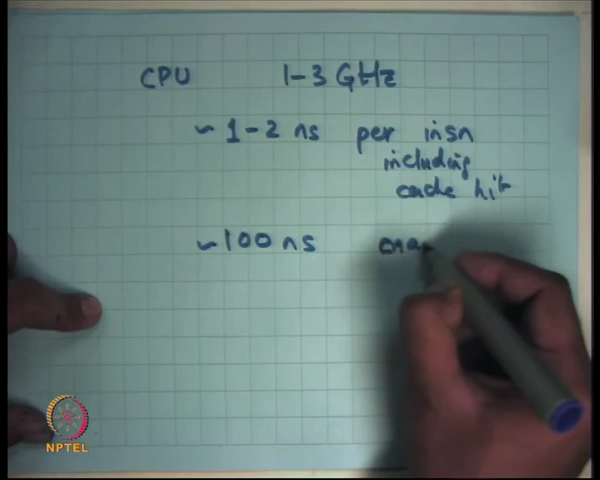 CPU 1-3 GHz
~ 1-2 ns per insn
including
cache hit
~100 ns
NPTEL